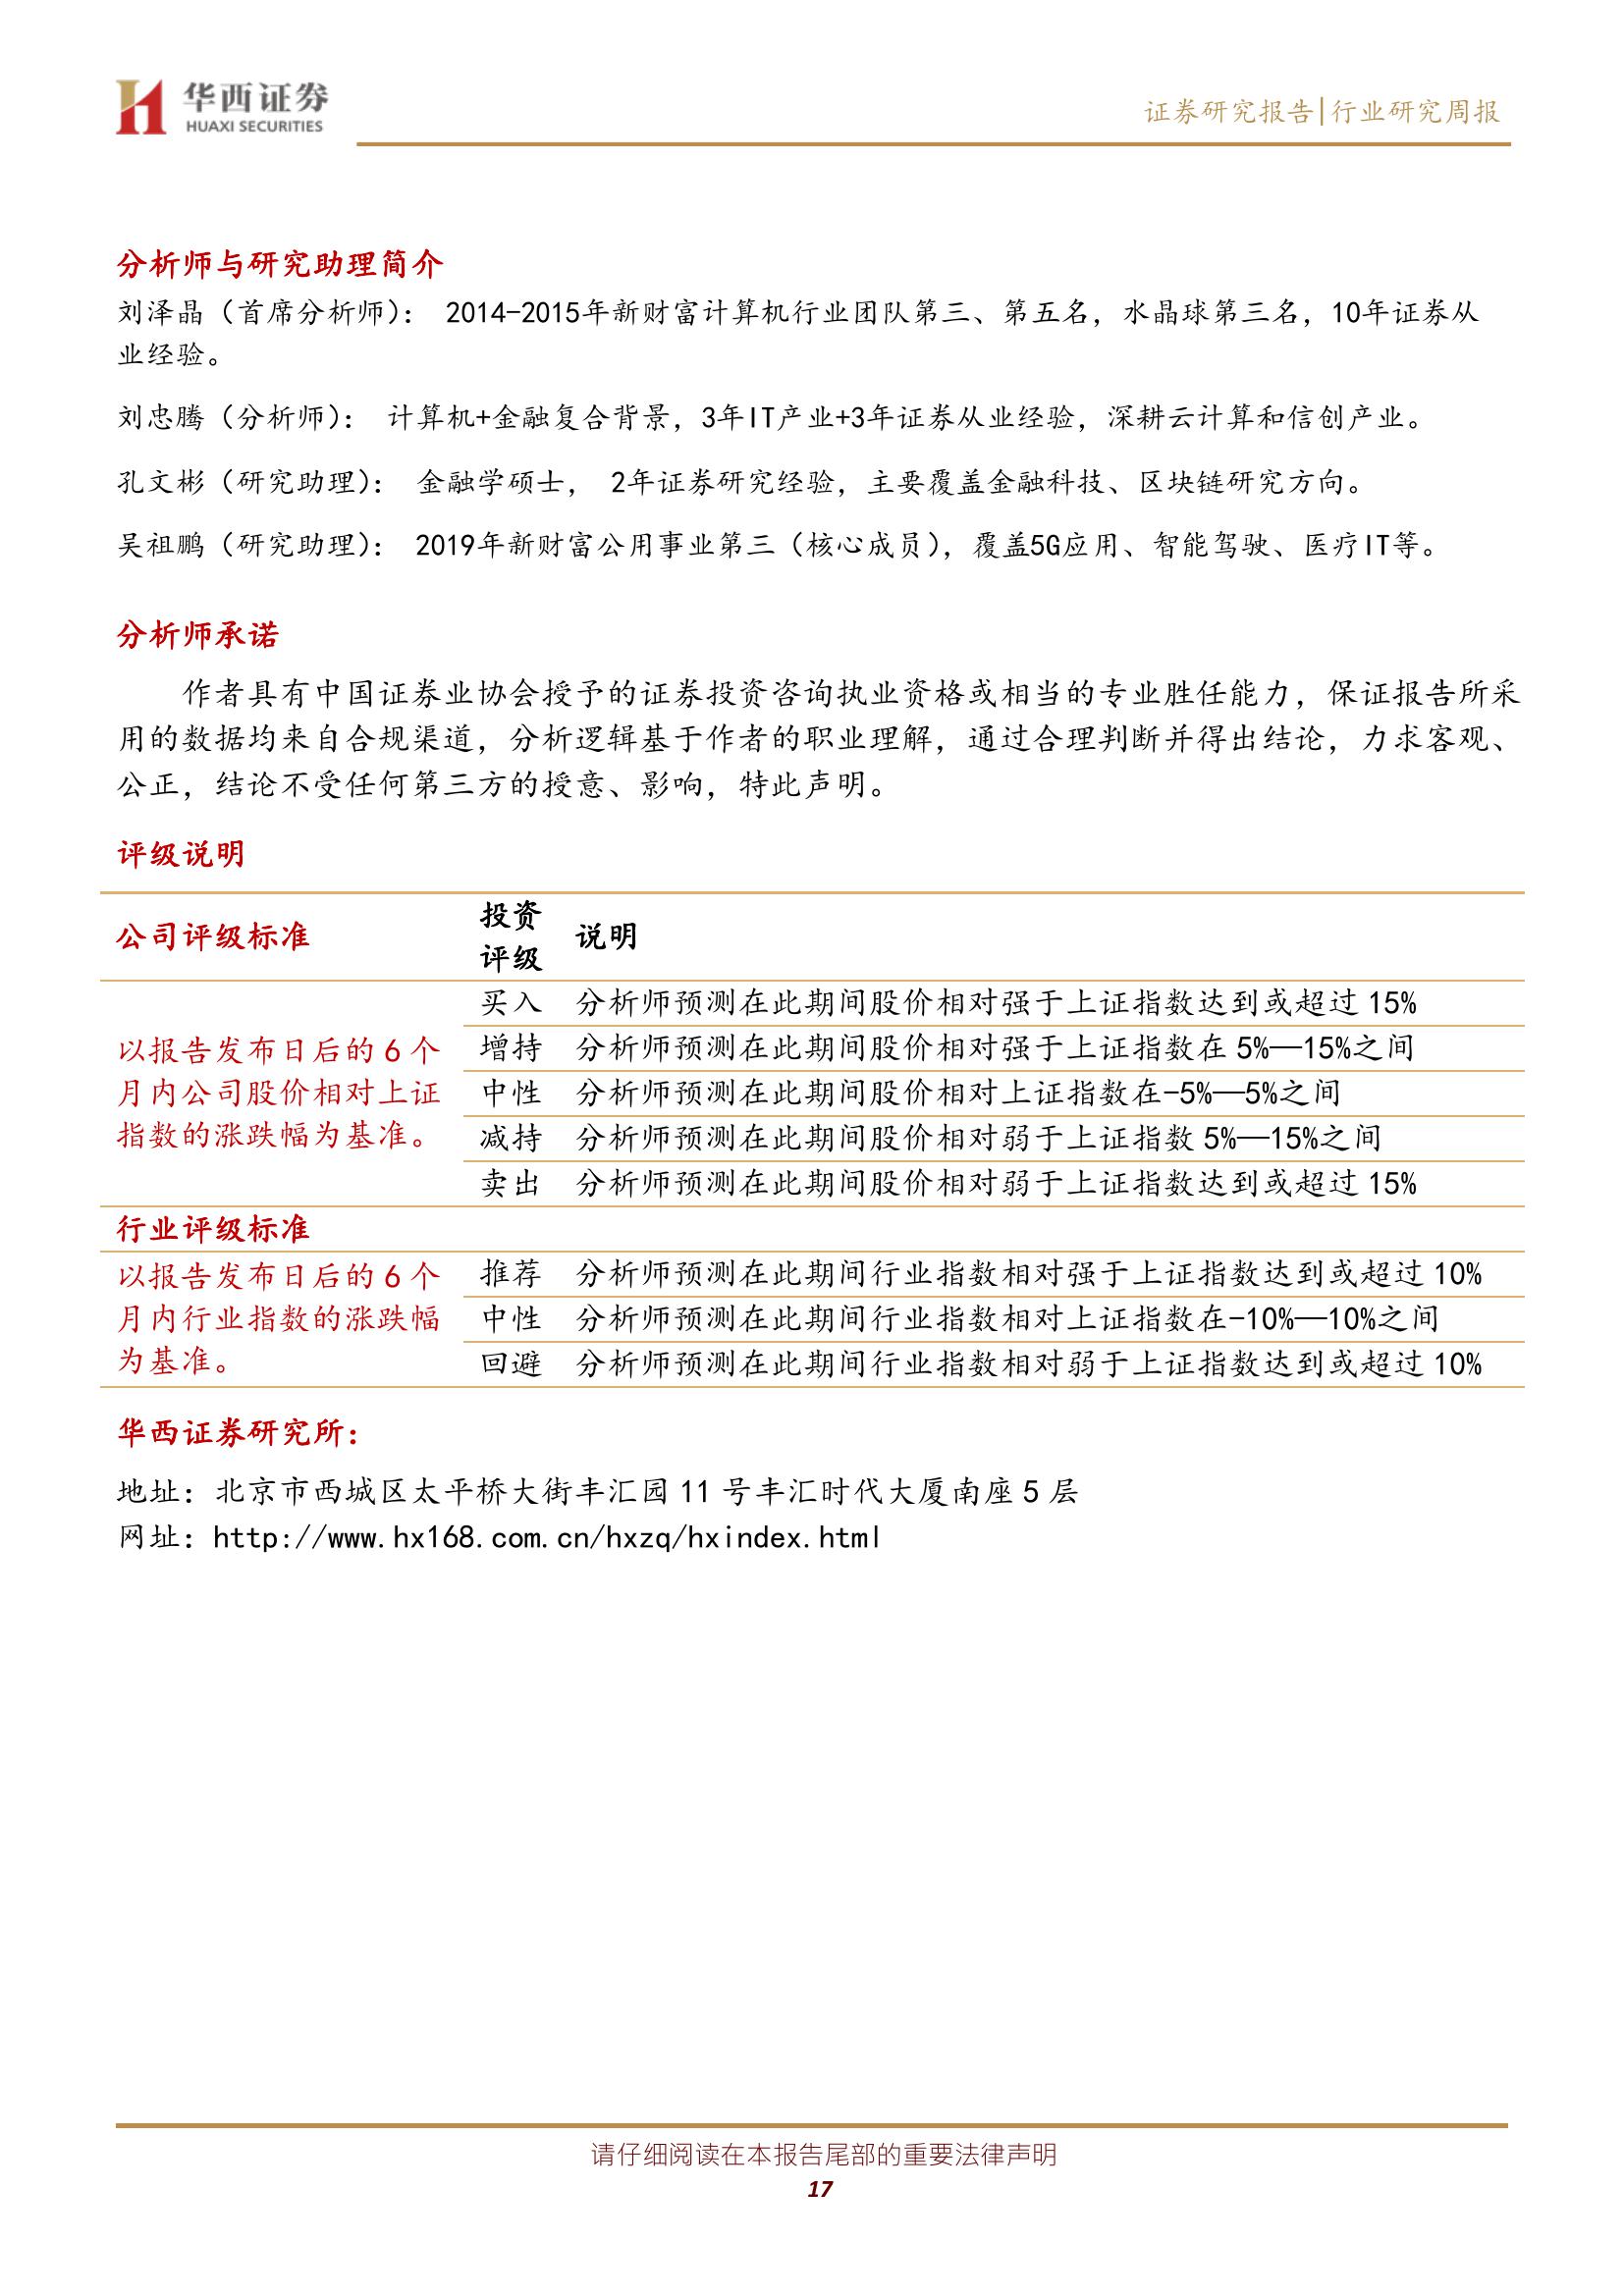 华西证券
HUAXI SECURITIES
证券研究报告|行业研究周报
分析师与研究助理简介
刘泽晶（首席分析师）： 2014-2015年新财富计算机行业团队第三、第五名，水晶球第三名，10年证券从
业经验。
刘忠腾（分析师）： 计算机+金融复合背景，3年IT产业+3年证券从业经验，深耕云计算和信创产业。
孔文彬（研究助理）： 金融学硕士， 2年证券研究经验，主要覆盖金融科技、区块链研究方向。
吴祖鹏（研究助理）： 2019年新财富公用事业第三（核心成员），覆盖5G应用、智能驾驶、医疗IT等。
分析师承诺
作者具有中国证券业协会授予的证券投资咨询执业资格或相当的专业胜任能力，保证报告所采
用的数据均来自合规渠道，分析逻辑基于作者的职业理解，通过合理判断并得出结论，力求客观、
公正，结论不受任何第三方的授意、影响，特此声明。
评级说明
公司评级标准
投资
评级
说明
以报告发布日后的 6 个
月内公司股价相对上证
指数的涨跌幅为基准。
买入 分析师预测在此期间股价相对强于上证指数达到或超过 15%
增持 分析师预测在此期间股价相对强于上证指数在 5%—15%之间
中性 分析师预测在此期间股价相对上证指数在-5%—5%之间
减持 分析师预测在此期间股价相对弱于上证指数 5%—15%之间
卖出 分析师预测在此期间股价相对弱于上证指数达到或超过 15%
行业评级标准
以报告发布日后的 6 个
月内行业指数的涨跌幅
为基准。
推荐 分析师预测在此期间行业指数相对强于上证指数达到或超过 10%
中性 分析师预测在此期间行业指数相对上证指数在-10%—10%之间
回避 分析师预测在此期间行业指数相对弱于上证指数达到或超过 10%
华西证券研究所：
地址：北京市西城区太平桥大街丰汇园 11 号丰汇时代大厦南座 5 层
网址：http://www.hx168.com.cn/hxzq/hxindex.html
请仔细阅读在本报告尾部的重要法律声明
17